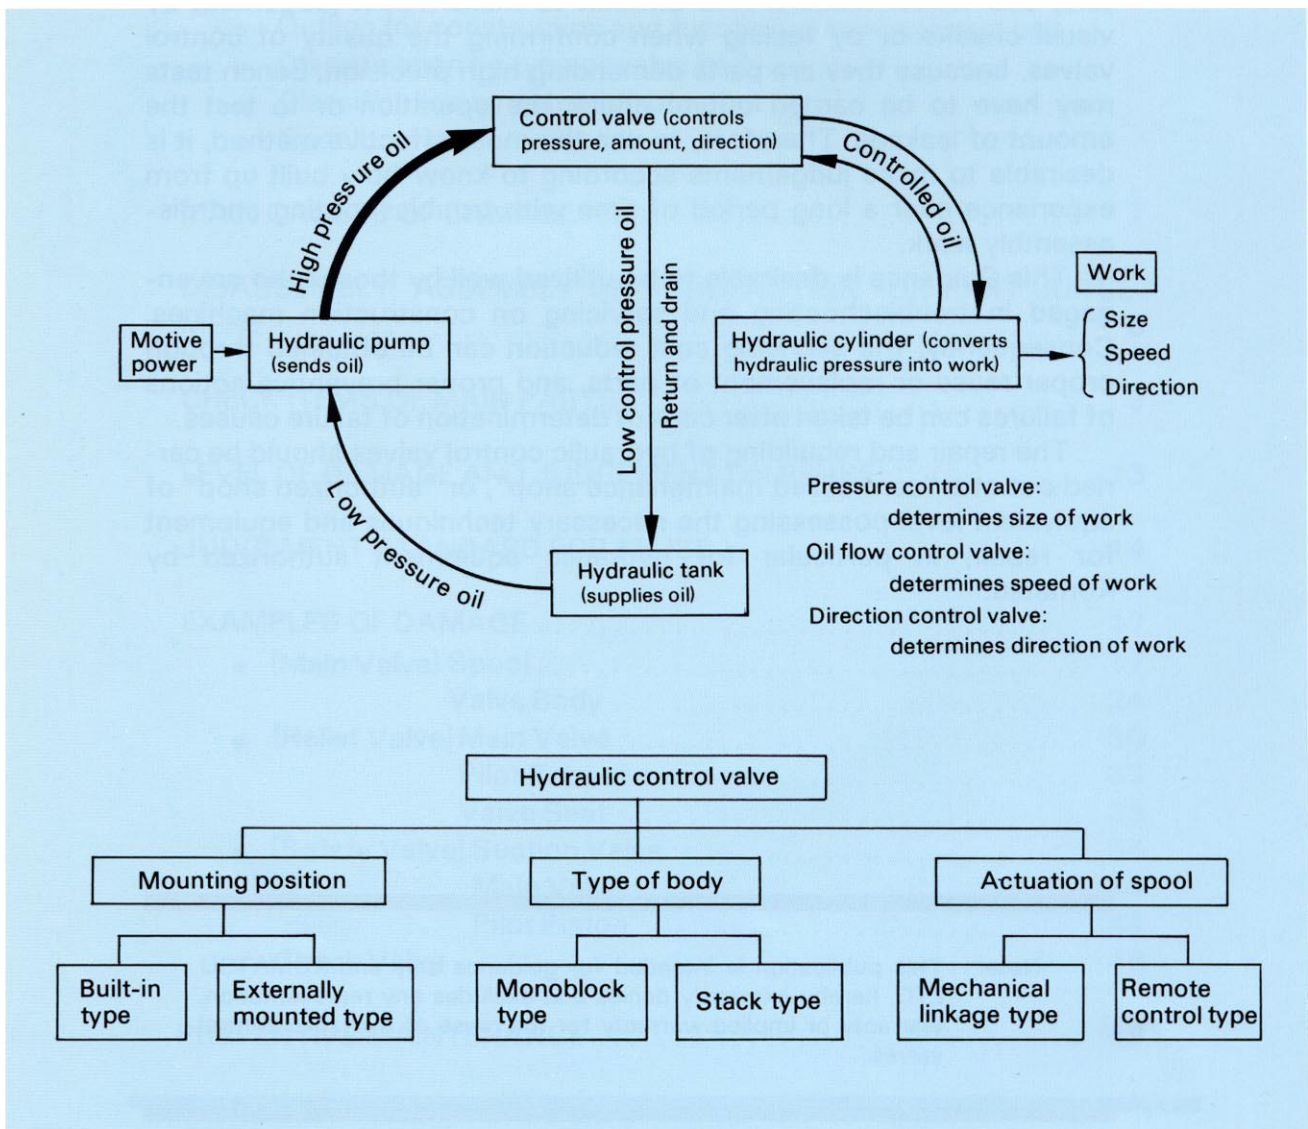 Control valve (controls
pressure, amount, direction)
High pressure oil
Controlled oil
Low control pressure oil
Return and drain
Work
Motive
power
Hydraulic pump
(sends oil)
Hydraulic cylinder (converts
hydraulic pressure into work)
Size
Speed
Direction
Low pressure oil
Hydraulic tank
(supplies oil)
Pressure control valve:
determines size of work
Oil flow control valve:
determines speed of work
Direction control valve:
determines direction of work
Hydraulic control valve
Mounting position
Type of body
Actuation of spool
Built-in
type
Externally
mounted type
Monoblock
type
Stack type
Mechanical
linkage type
Remote
control type